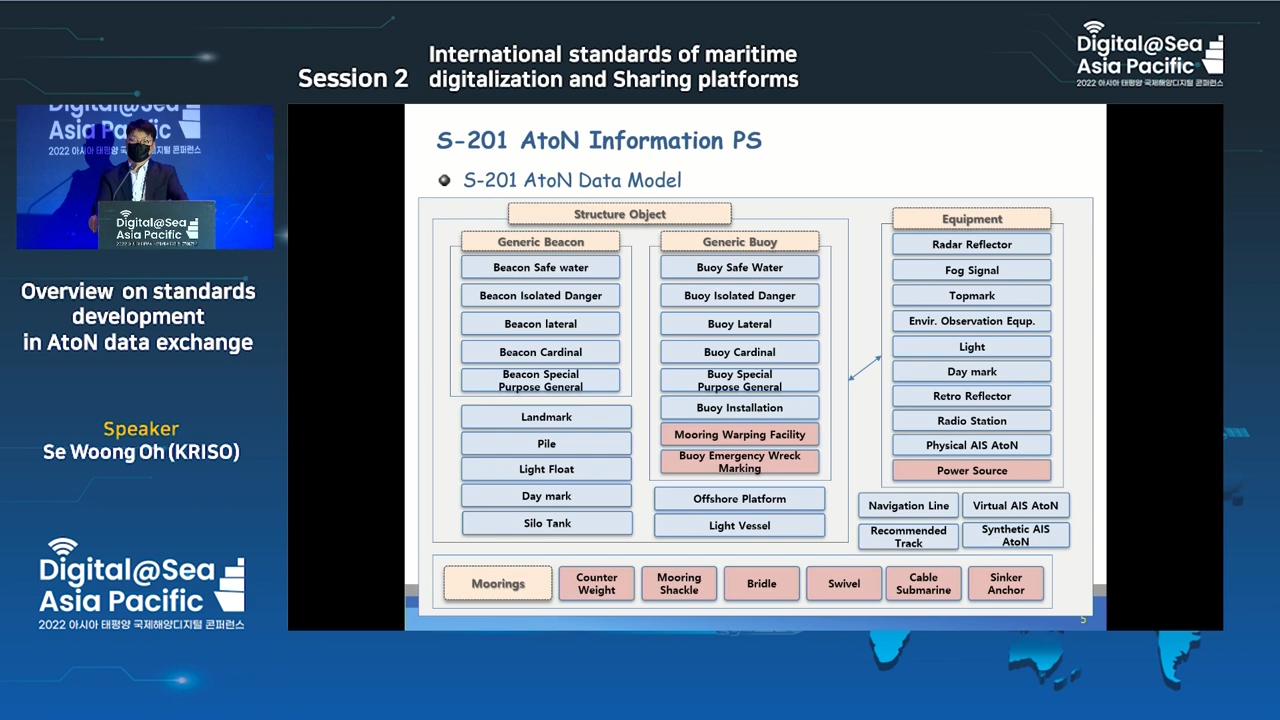 Session 2
International standards of maritime
digitalization and Sharing platforms
Digital@Sea
Asia Pacific
2022 아시아 태평양 국제해양디지털 콘퍼런스
Digital@Sea
Asia Pacific
2022 아시아 태평양 국제해양디지털 콘퍼런스
Digital@Sea
Asia Pacific
Overview on standards
development
in AtoN data exchange
Speaker
Se Woong Oh (KRISO)
Digital@Sea
Asia Pacific
2022 아시아 태평양 국제해양디지털 콘퍼런스
S-201 AtoN Information PS
S-201 AtoN Data Model
Structure Object
Generic Beacon
Beacon Safe water
Beacon Isolated Danger
Beacon lateral
Beacon Cardinal
Beacon Special
Purpose General
Landmark
Pile
Light Float
Day mark
Silo Tank
Generic Buoy
Buoy Safe Water
Buoy Isolated Danger
Buoy Lateral
Buoy Cardinal
Buoy Special
Purpose General
Buoy Installation
Mooring Warping Facility
Buoy Emergency Wreck
Marking
Offshore Platform
Light Vessel
Equipment
Radar Reflector
Fog Signal
Topmark
Envir. Observation Equp.
Light
Day mark
Retro Reflector
Radio Station
Physical AIS AtoN
Power Source
Navigation Line
Virtual AIS AtoN
Recommended
Track
Synthetic AIS
AtoN
Moorings
Counter
Weight
Mooring
Shackle
Bridle
Swivel
Cable
Submarine
Sinker
Anchor
5